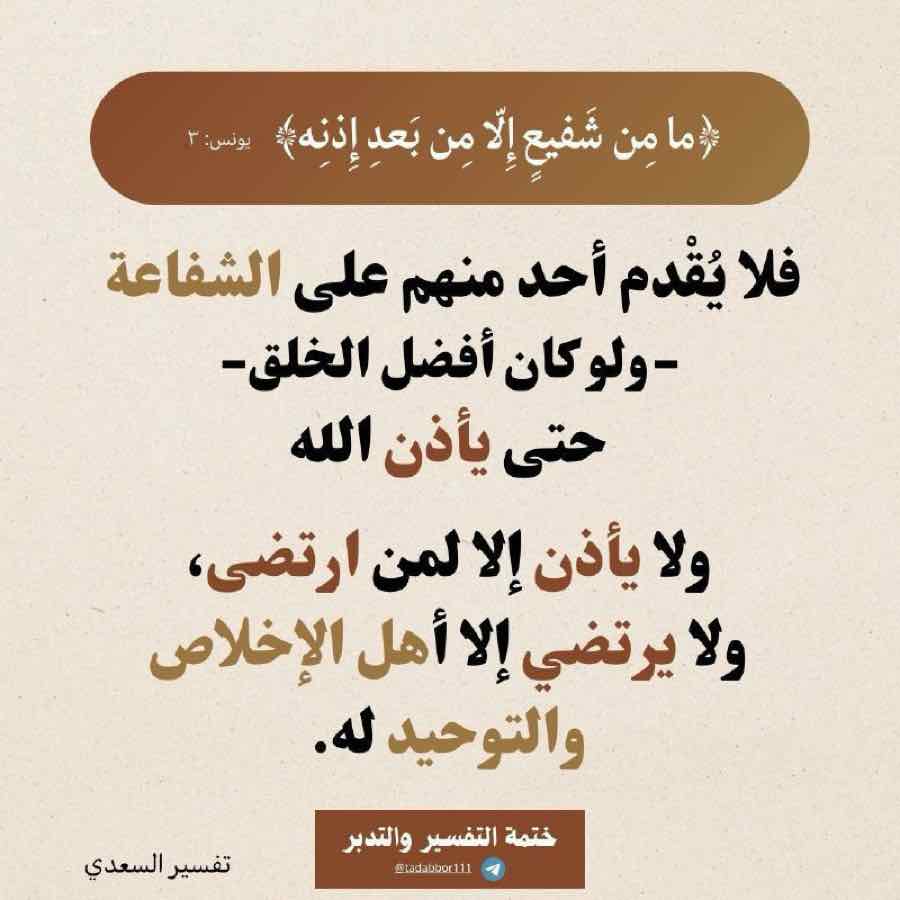 ﴿ما مِن شَفيعٍ إِلّا مِن بَعدِ إِذنِه﴾ يونس: ٣
فلا يُقْدم أحد منهم على الشفاعة
-ولو كان أفضل الخلق-
حتى يأذن الله
ولا يأذن إلا لمن ارتضى،
ولا يرتضي إلا أهل الإخلاص
والتوحيد له.
ختمة التفسير والتدبر
@tadabbor111
تفسير السعدي